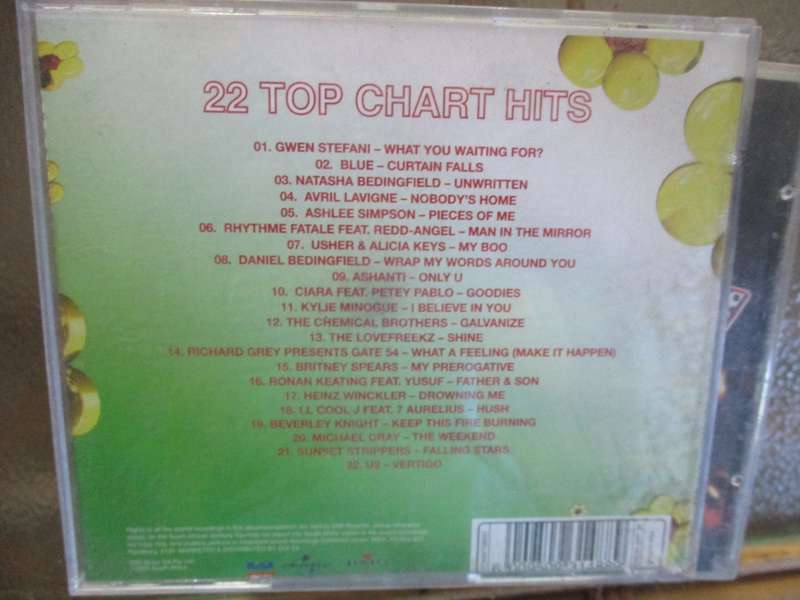 22 TOP CHART HITS
01. GWEN STEFANI – WHAT YOU WAITING FOR?
02. BLUE – CURTAIN FALLS
03. NATASHA BEDINGFIELD – UNWRITTEN
04. AVRIL LAVIGNE – NOBODY'S HOME
05. ASHLEE SIMPSON – PIECES OF ME
06. RHYTHME FATALE FEAT. REDD-ANGEL – MAN IN THE MIRROR
07. USHER & ALICIA KEYS – MY BOO
08. DANIEL BEDINGFIELD – WRAP MY WORDS AROUND YOU
09. ASHANTI – ONLY U
10. CIARA FEAT. PETEY PABLO – GOODIES
11. KYLIE MINOGUE – I BELIEVE IN YOU
12. THE CHEMICAL BROTHERS – GALVANIZE
13. THE LOVEFREEKZ – SHINE
14. RICHARD GREY PRESENTS GATE 54 – WHAT A FEELING (MAKE IT HAPPEN)
15. BRITNEY SPEARS – MY PREROGATIVE
16. RONAN KEATING FEAT. YUSUF – FATHER & SON
17. HEINZ WINCKLER – DROWNING ME
18. LL COOL J FEAT. 7 AURELIUS – HUSH
19. BEVERLEY KNIGHT – KEEP THIS FIRE BURNING
20. MICHAEL GRAY – THE WEEKEND
21. SUNSET STRIPPERS – FALLING STARS
22. U2 – VERTIGO